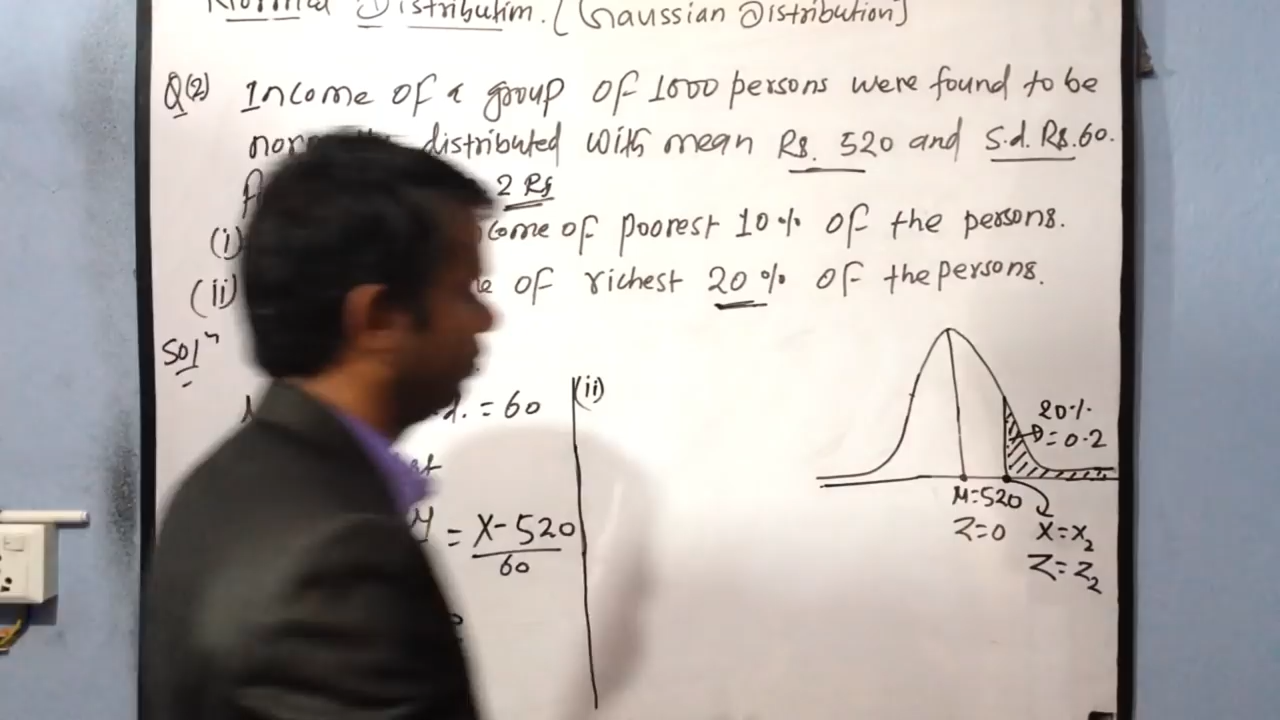 Distribution. (Gaussian Distribution)
Q(2) Income of a group of 1000 persons were found to be
distributed with mean Rs. 520 and S.d. Rs. 60.
2 Rs
(i) come of poorest 10% of the persons.
(ii) of richest 20% of the persons.
Solⁿ
d. = 60
(ii)
= X - 520
60
20%
= 0.2
M = 520
Z = 0
X = x₂
Z = Z₂